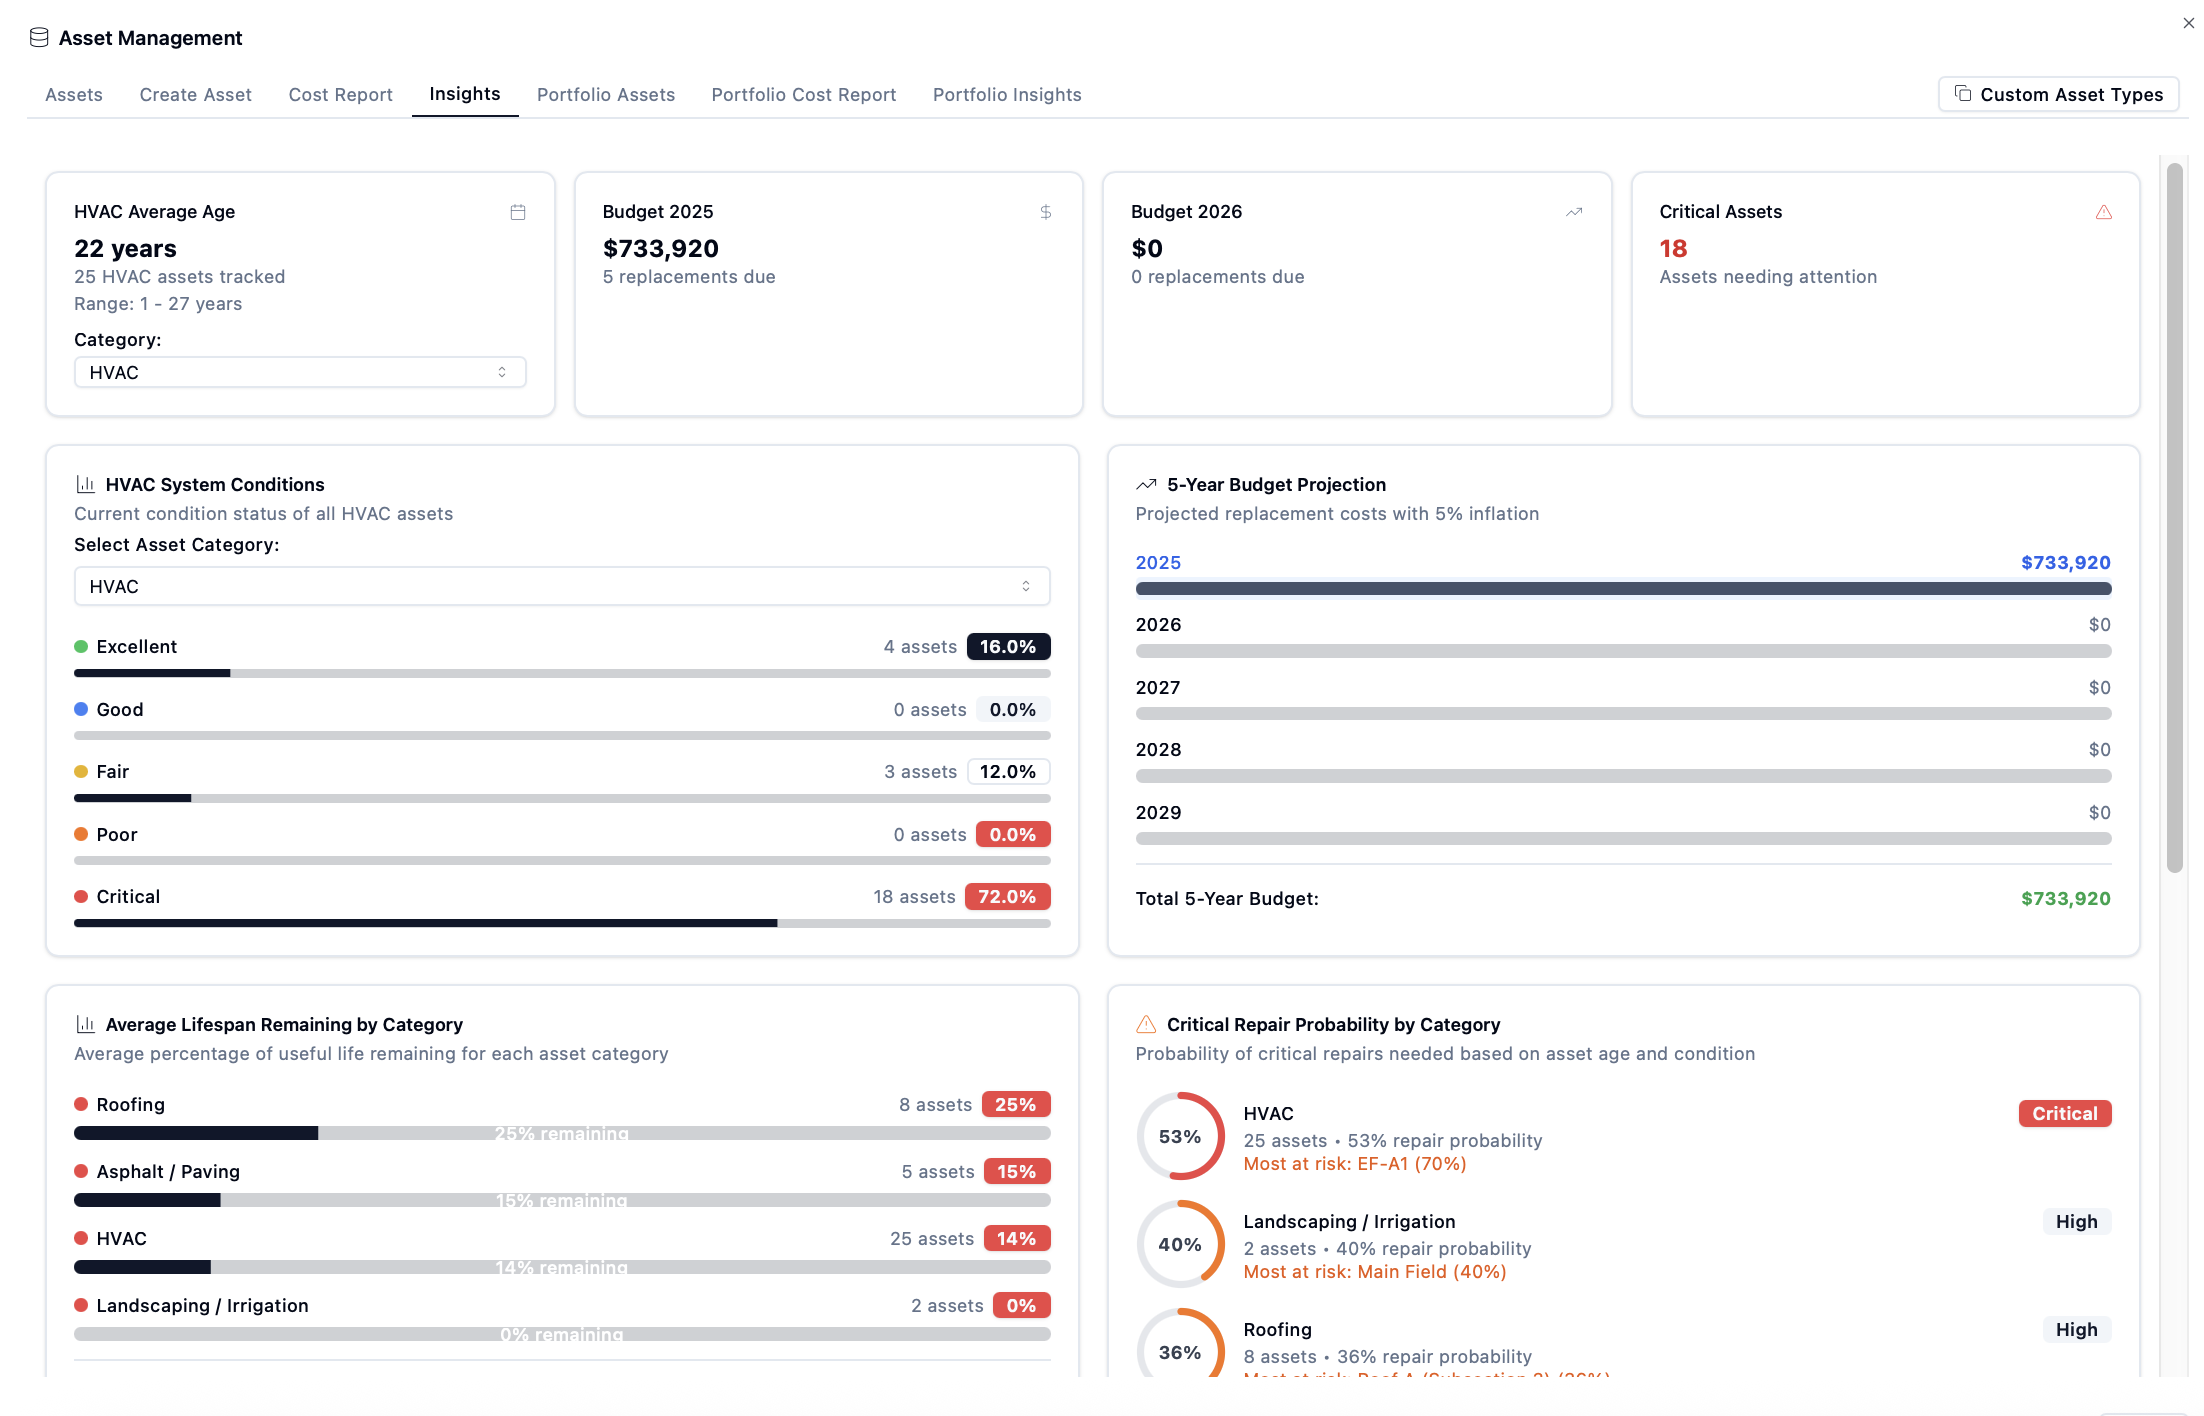 Asset Management
Assets
Create Asset
Cost Report
Insights
Portfolio Assets
Portfolio Cost Report
Portfolio Insights
Custom Asset Types
HVAC Average Age
22 years
25 HVAC assets tracked
Range: 1 - 27 years
Category:
HVAC
Budget 2025
$733,920
5 replacements due
Budget 2026
$0
0 replacements due
Critical Assets
18
Assets needing attention
HVAC System Conditions
Current condition status of all HVAC assets
Select Asset Category:
HVAC
Excellent 4 assets 16.0%
Good 0 assets 0.0%
Fair 3 assets 12.0%
Poor 0 assets 0.0%
Critical 18 assets 72.0%
5-Year Budget Projection
Projected replacement costs with 5% inflation
2025 $733,920
2026 $0
2027 $0
2028 $0
2029 $0
Total 5-Year Budget: $733,920
Average Lifespan Remaining by Category
Average percentage of useful life remaining for each asset category
Roofing 8 assets 25%
25% remaining
Asphalt / Paving 5 assets 15%
15% remaining
HVAC 25 assets 14%
14% remaining
Landscaping / Irrigation 2 assets 0%
0% remaining
Critical Repair Probability by Category
Probability of critical repairs needed based on asset age and condition
53%
HVAC Critical
25 assets • 53% repair probability
Most at risk: EF-A1 (70%)
40%
Landscaping / Irrigation High
2 assets • 40% repair probability
Most at risk: Main Field (40%)
36%
Roofing High
8 assets • 36% repair probability
Most at risk: Roof A (Subsection 2) (36%)